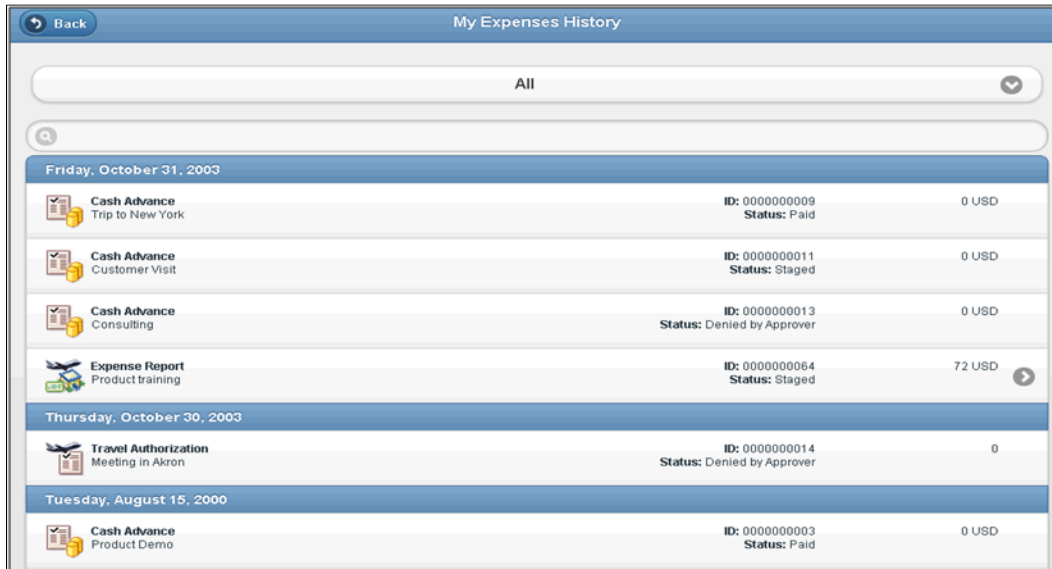 Back
My Expenses History
All
Friday, October 31, 2003
Cash Advance ID: 0000000009 0 USD
Trip to New York Status: Paid
Cash Advance ID: 0000000011 0 USD
Customer Visit Status: Staged
Cash Advance ID: 0000000013 0 USD
Consulting Status: Denied by Approver
Expense Report ID: 0000000064 72 USD
Product training Status: Staged
Thursday, October 30, 2003
Travel Authorization ID: 0000000014 0
Meeting in Akron Status: Denied by Approver
Tuesday, August 15, 2000
Cash Advance ID: 0000000003 0 USD
Product Demo Status: Paid